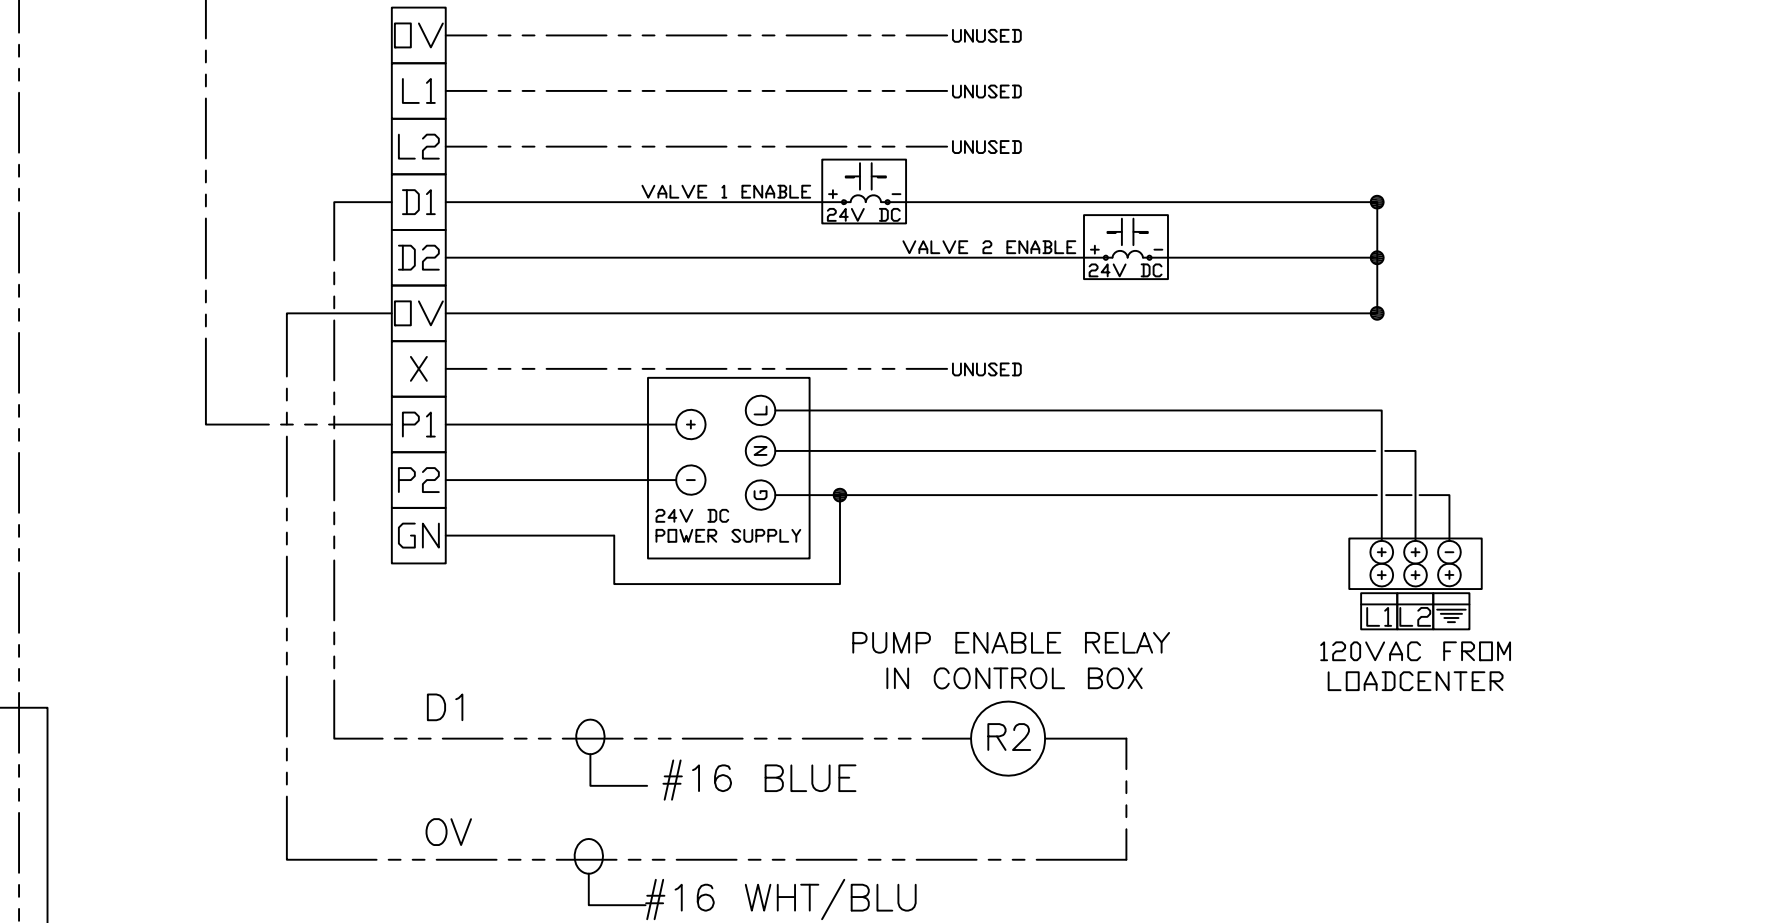 0V UNUSED
L1 UNUSED
L2 UNUSED
D1 VALVE 1 ENABLE + -
24V DC
D2 VALVE 2 ENABLE + -
24V DC
0V
X UNUSED
P1 + L
N
P2 - G
24V DC
POWER SUPPLY
GN
+ + -
+ + +
L1 L2
120VAC FROM
LOADCENTER
PUMP ENABLE RELAY
IN CONTROL BOX
D1
R2
#16 BLUE
0V
#16 WHT/BLU